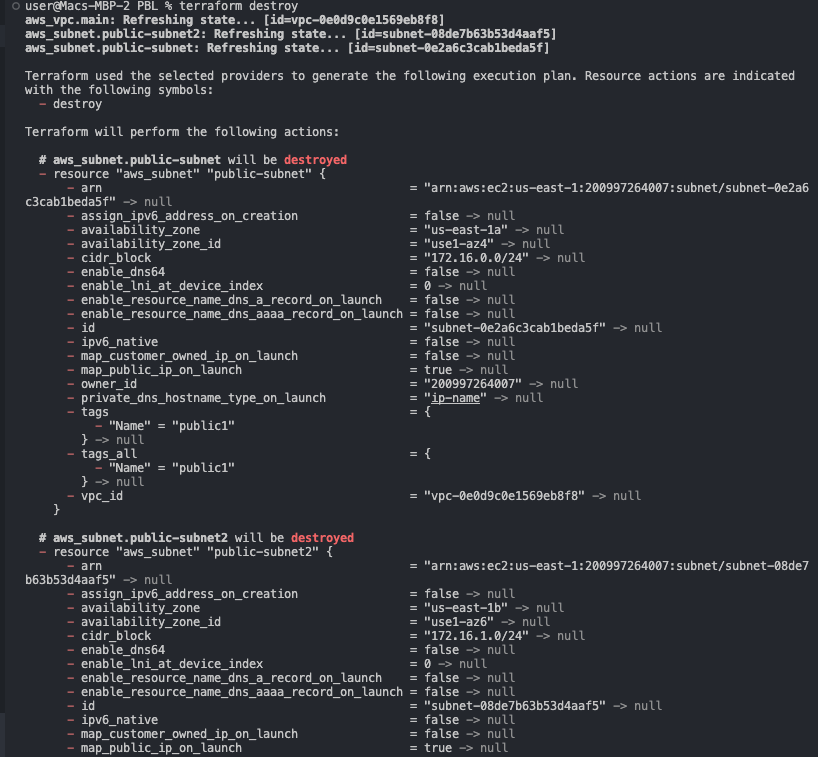 user@Macs-MBP-2 PBL % terraform destroy
aws_vpc.main: Refreshing state... [id=vpc-0e0d9c0e1569eb8f8]
aws_subnet.public-subnet2: Refreshing state... [id=subnet-08de7b63b53d4aaf5]
aws_subnet.public-subnet: Refreshing state... [id=subnet-0e2a6c3cab1beda5f]
Terraform used the selected providers to generate the following execution plan. Resource actions are indicated
with the following symbols:
- destroy
Terraform will perform the following actions:
# aws_subnet.public-subnet will be destroyed
- resource "aws_subnet" "public-subnet" {
- arn = "arn:aws:ec2:us-east-1:200997264007:subnet/subnet-0e2a6
c3cab1beda5f" -> null
- assign_ipv6_address_on_creation = false -> null
- availability_zone = "us-east-1a" -> null
- availability_zone_id = "use1-az4" -> null
- cidr_block = "172.16.0.0/24" -> null
- enable_dns64 = false -> null
- enable_lni_at_device_index = 0 -> null
- enable_resource_name_dns_a_record_on_launch = false -> null
- enable_resource_name_dns_aaaa_record_on_launch = false -> null
- id = "subnet-0e2a6c3cab1beda5f" -> null
- ipv6_native = false -> null
- map_customer_owned_ip_on_launch = false -> null
- map_public_ip_on_launch = true -> null
- owner_id = "200997264007" -> null
- private_dns_hostname_type_on_launch = "ip-name" -> null
- tags = {
- "Name" = "public1"
} -> null
- tags_all = {
- "Name" = "public1"
} -> null
- vpc_id = "vpc-0e0d9c0e1569eb8f8" -> null
}
# aws_subnet.public-subnet2 will be destroyed
- resource "aws_subnet" "public-subnet2" {
- arn = "arn:aws:ec2:us-east-1:200997264007:subnet/subnet-08de7
b63b53d4aaf5" -> null
- assign_ipv6_address_on_creation = false -> null
- availability_zone = "us-east-1b" -> null
- availability_zone_id = "use1-az6" -> null
- cidr_block = "172.16.1.0/24" -> null
- enable_dns64 = false -> null
- enable_lni_at_device_index = 0 -> null
- enable_resource_name_dns_a_record_on_launch = false -> null
- enable_resource_name_dns_aaaa_record_on_launch = false -> null
- id = "subnet-08de7b63b53d4aaf5" -> null
- ipv6_native = false -> null
- map_customer_owned_ip_on_launch = false -> null
- map_public_ip_on_launch = true -> null